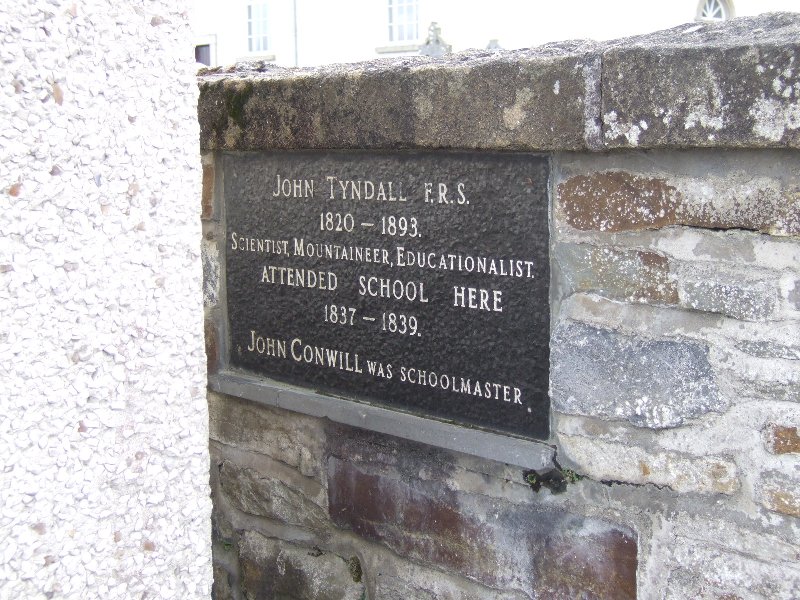 John Tyndall F.R.S.
1820 – 1893.
Scientist, Mountaineer, Educationalist.
ATTENDED SCHOOL HERE
1837 – 1839.
John Conwill was schoolmaster